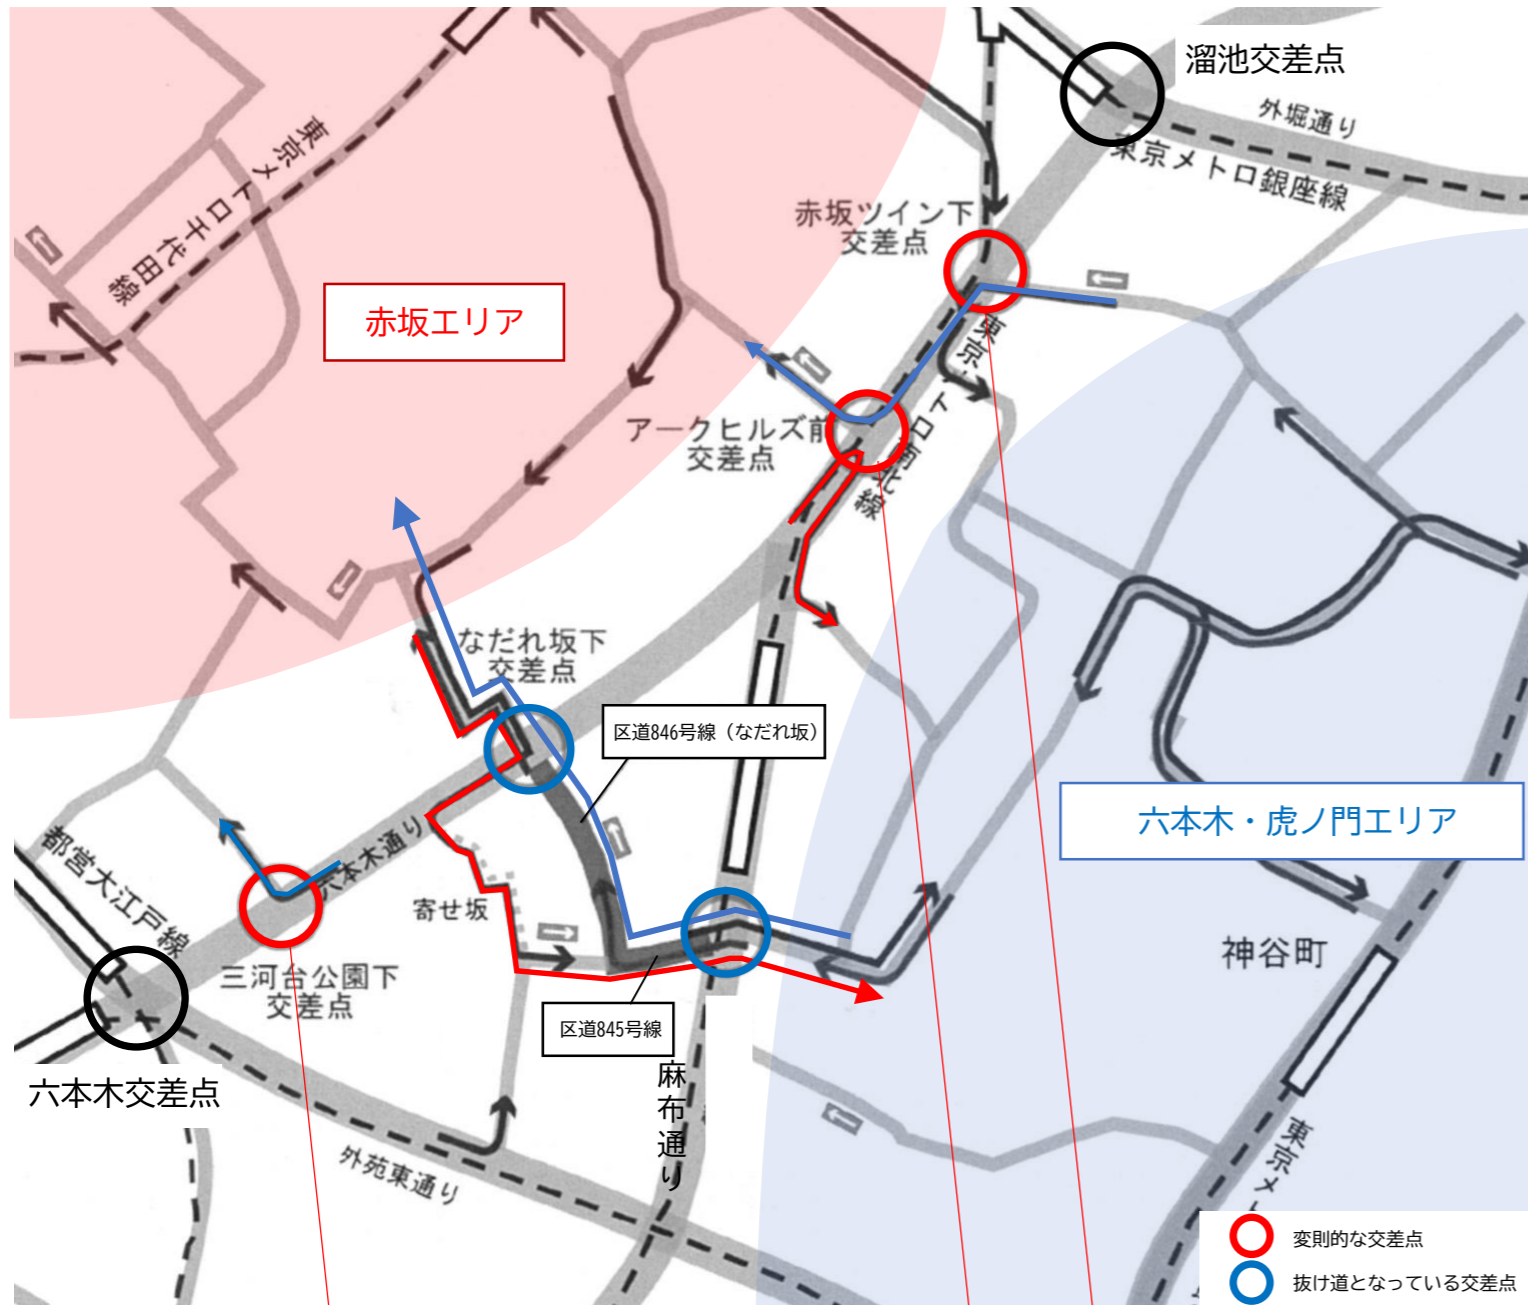 溜池交差点
外堀通り
東京メトロ銀座線
東京メトロ千代田線
赤坂ツイン下
交差点
赤坂エリア
東京メトロ南北線
アークヒルズ前
交差点
なだれ坂下
交差点
区道846号線（なだれ坂）
六本木・虎ノ門エリア
六本木通り
都営大江戸線
寄せ坂
神谷町
三河台公園下
交差点
区道845号線
六本木交差点
麻布通り
外苑東通り
東京メ
変則的な交差点
抜け道となっている交差点